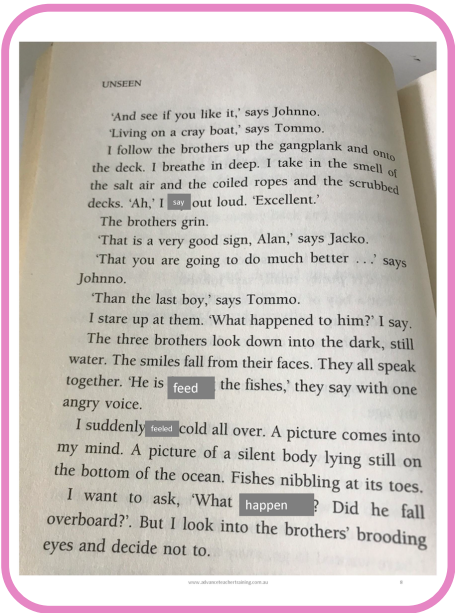 UNSEEN
'And see if you like it,' says Johnno.
'Living on a cray boat,' says Tommo.
I follow the brothers up the gangplank and onto
the deck. I breathe in deep. I take in the smell of
the salt air and the coiled ropes and the scrubbed
decks. 'Ah,' I say out loud. 'Excellent.'
The brothers grin.
'That is a very good sign, Alan,' says Jacko.
'That you are going to do much better . . .' says
Johnno.
'Than the last boy,' says Tommo.
I stare up at them. 'What happened to him?' I say.
The three brothers look down into the dark, still
water. The smiles fall from their faces. They all speak
together. 'He is feed the fishes,' they say with one
angry voice.
I suddenly feeled cold all over. A picture comes into
my mind. A picture of a silent body lying still on
the bottom of the ocean. Fishes nibbling at its toes.
I want to ask, 'What happen? Did he fall
overboard?'. But I look into the brothers' brooding
eyes and decide not to.
www.advanceteachertraining.com.au
8